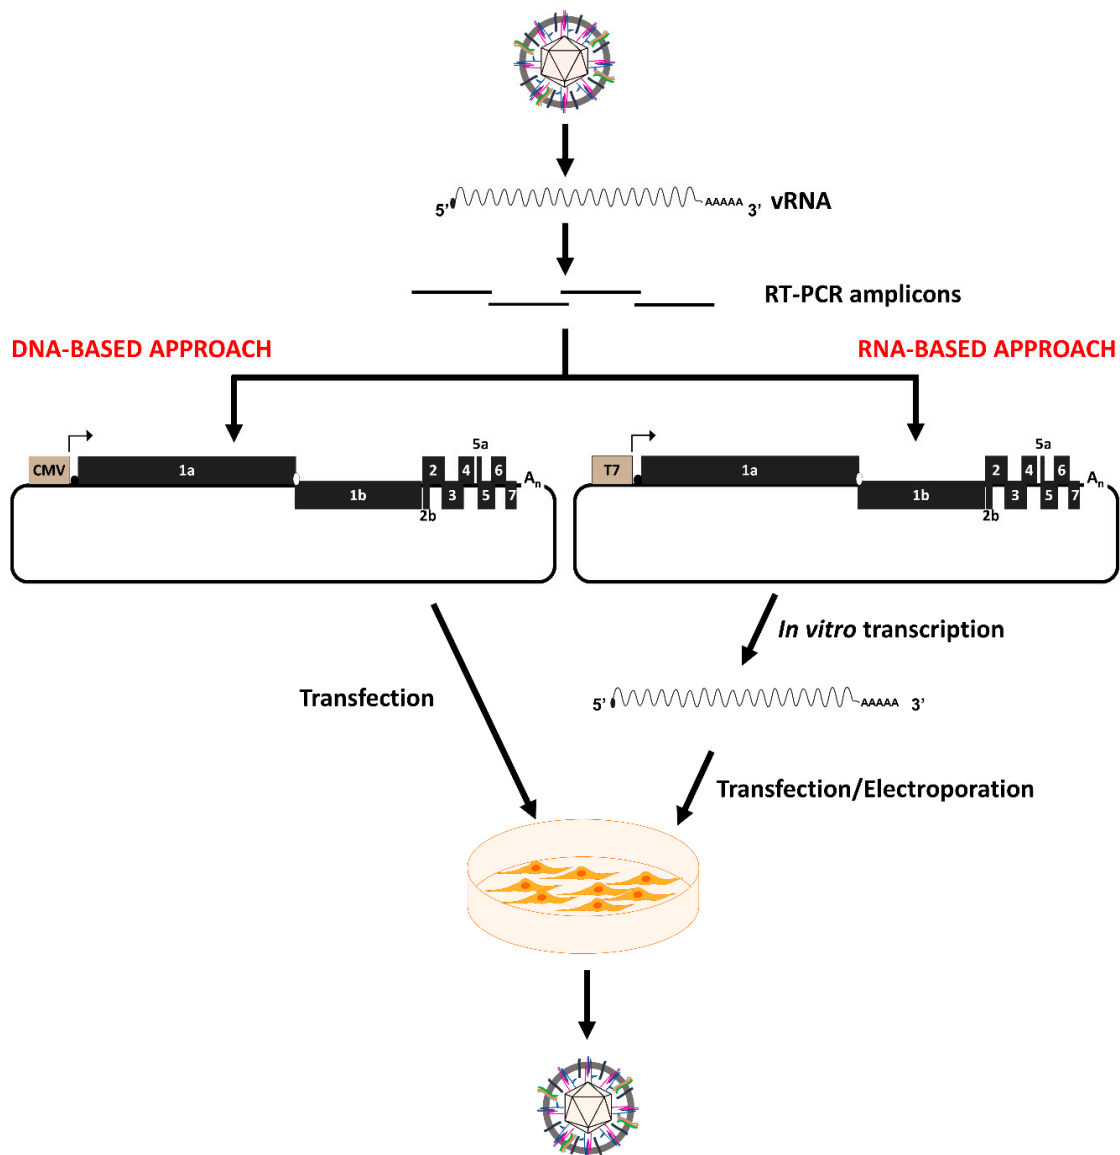 5’ AAAAA 3’ vRNA
RT-PCR amplicons
DNA-BASED APPROACH
RNA-BASED APPROACH
CMV 1a 1b 2 2b 3 4 5a 5 6 7 An
T7 1a 1b 2 2b 3 4 5a 5 6 7 An
In vitro transcription
Transfection
5’ AAAAA 3’
Transfection/Electroporation